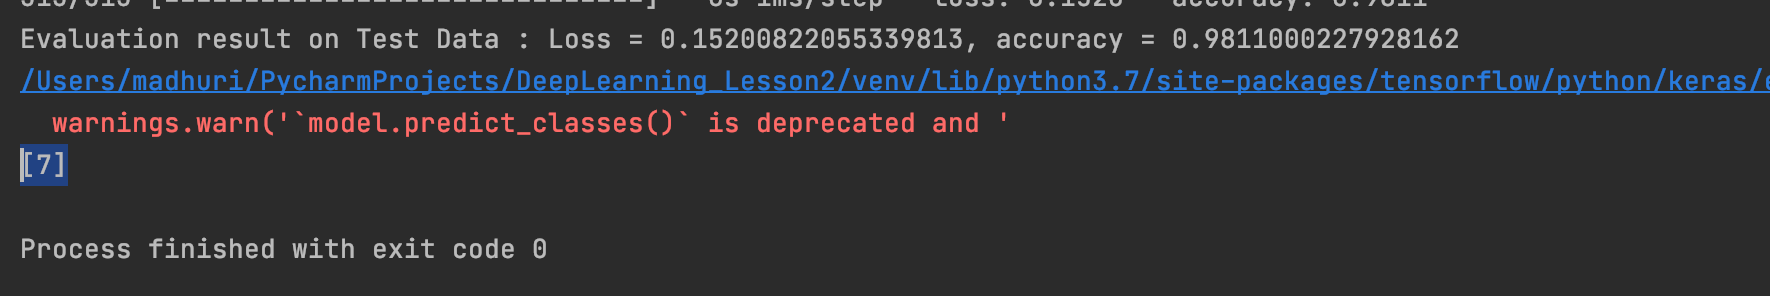 Evaluation result on Test Data : Loss = 0.15200822055339813, accuracy = 0.9811000227928162
/Users/madhuri/PycharmProjects/DeepLearning_Lesson2/venv/lib/python3.7/site-packages/tensorflow/python/keras/e
warnings.warn('`model.predict_classes()` is deprecated and '
[7]
Process finished with exit code 0